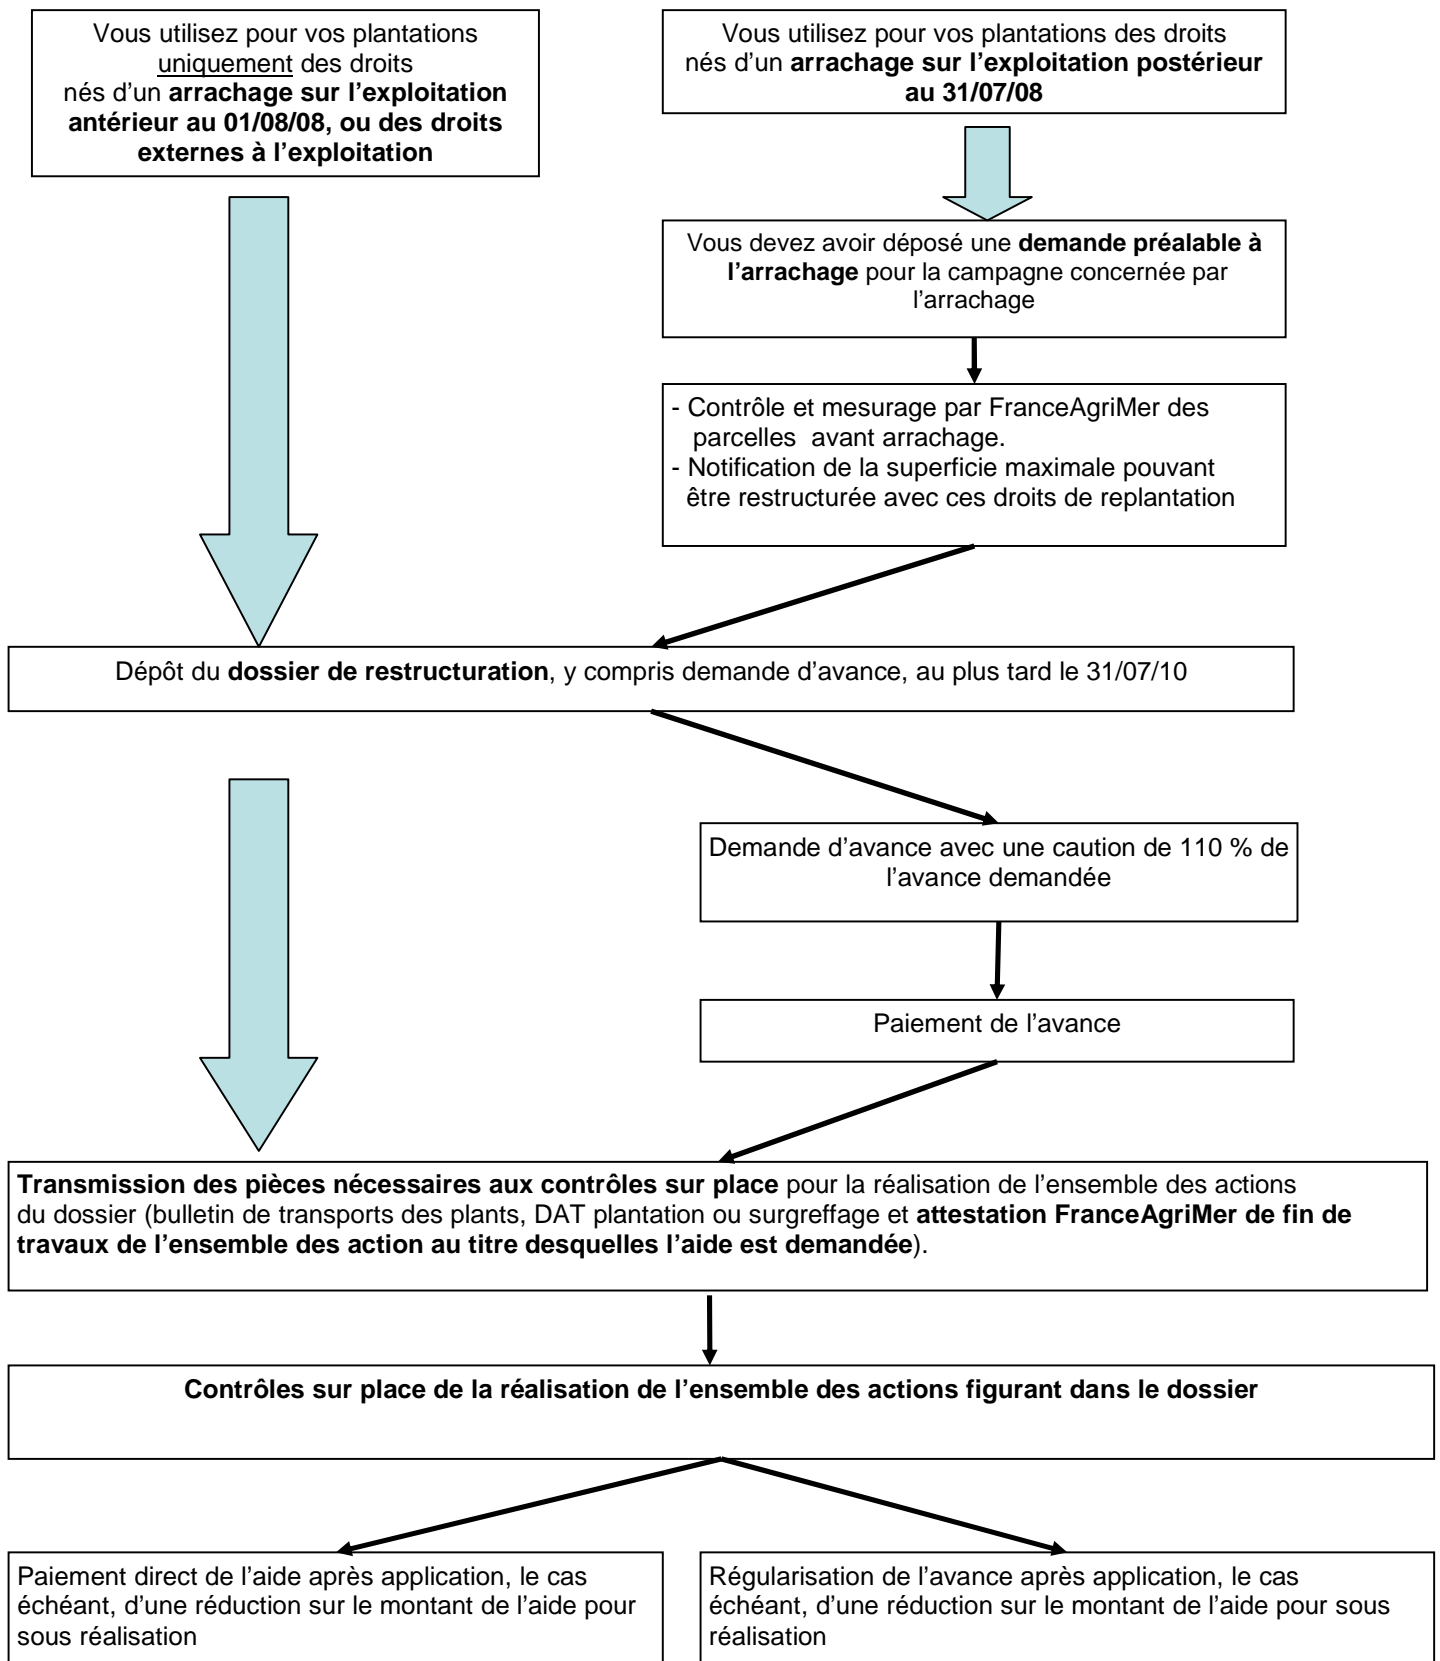 Vous utilisez pour vos plantations
uniquement des droits
nés d’un arrachage sur l’exploitation
antérieur au 01/08/08, ou des droits
externes à l’exploitation
Vous utilisez pour vos plantations des droits
nés d’un arrachage sur l’exploitation postérieur
au 31/07/08
Vous devez avoir déposé une demande préalable à
l’arrachage pour la campagne concernée par
l’arrachage
- Contrôle et mesurage par FranceAgriMer des
parcelles avant arrachage.
- Notification de la superficie maximale pouvant
être restructurée avec ces droits de replantation
Dépôt du dossier de restructuration, y compris demande d’avance, au plus tard le 31/07/10
Demande d’avance avec une caution de 110 % de
l’avance demandée
Paiement de l’avance
Transmission des pièces nécessaires aux contrôles sur place pour la réalisation de l’ensemble des actions
du dossier (bulletin de transports des plants, DAT plantation ou surgreffage et attestation FranceAgriMer de fin de
travaux de l’ensemble des action au titre desquelles l’aide est demandée).
Contrôles sur place de la réalisation de l’ensemble des actions figurant dans le dossier
Paiement direct de l’aide après application, le cas
échéant, d’une réduction sur le montant de l’aide pour
sous réalisation
Régularisation de l’avance après application, le cas
échéant, d’une réduction sur le montant de l’aide pour sous
réalisation